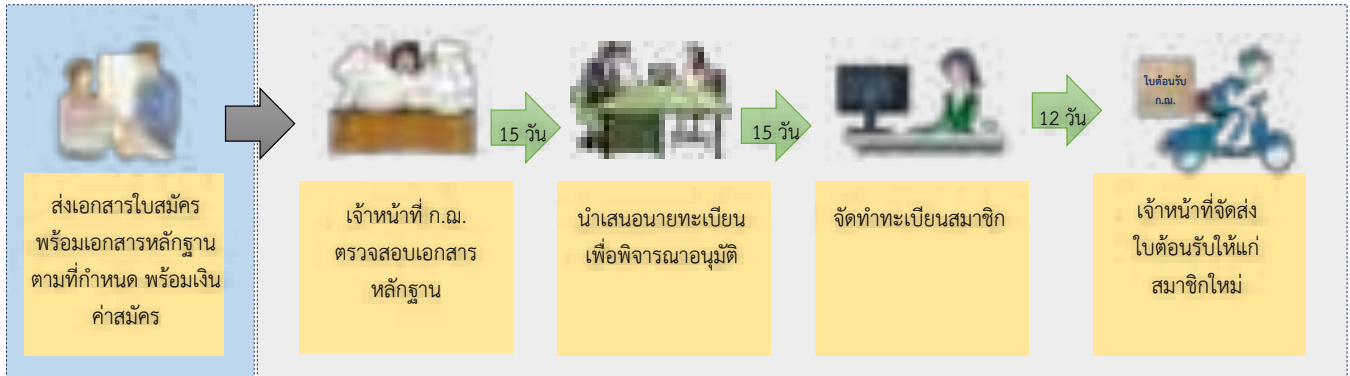 ส่งเอกสารใบสมัคร
พร้อมเอกสารหลักฐาน
ตามที่กำหนด พร้อมเงิน
ค่าสมัคร
เจ้าหน้าที่ ก.ฌ.
ตรวจสอบเอกสาร
หลักฐาน
15 วัน
นำเสนอนายทะเบียน
เพื่อพิจารณาอนุมัติ
15 วัน
จัดทำทะเบียนสมาชิก
12 วัน
ใบต้อนรับ
ก.ฌ.
เจ้าหน้าที่จัดส่ง
ใบต้อนรับให้แก่
สมาชิกใหม่